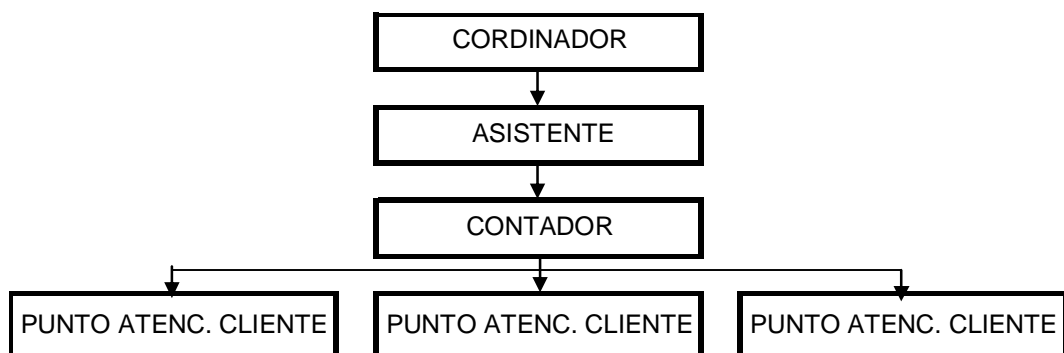 CORDINADOR
ASISTENTE
CONTADOR
PUNTO ATENC. CLIENTE
PUNTO ATENC. CLIENTE
PUNTO ATENC. CLIENTE